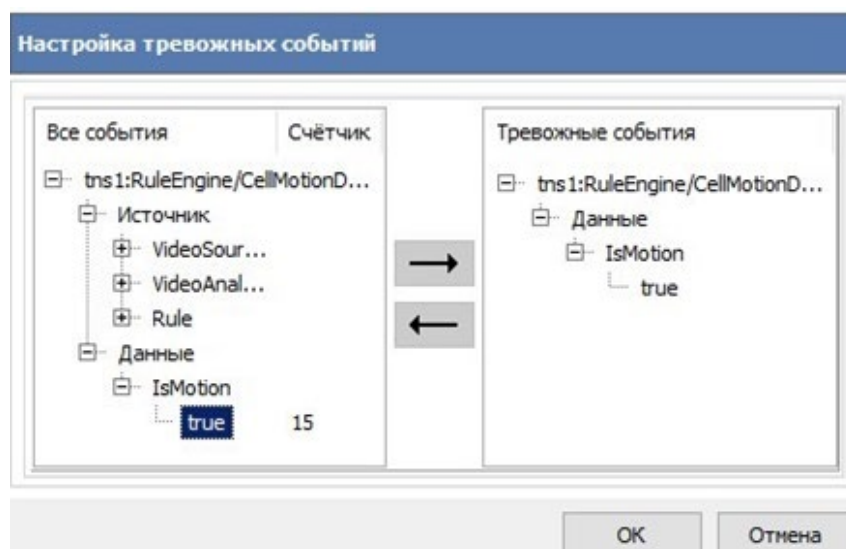 Настройка тревожных событий
Все события Счётчик
tns1:RuleEngine/CellMotionD...
Источник
VideoSour...
VideoAnal...
Rule
Данные
IsMotion
true 15
Тревожные события
tns1:RuleEngine/CellMotionD...
Данные
IsMotion
true
OK Отмена